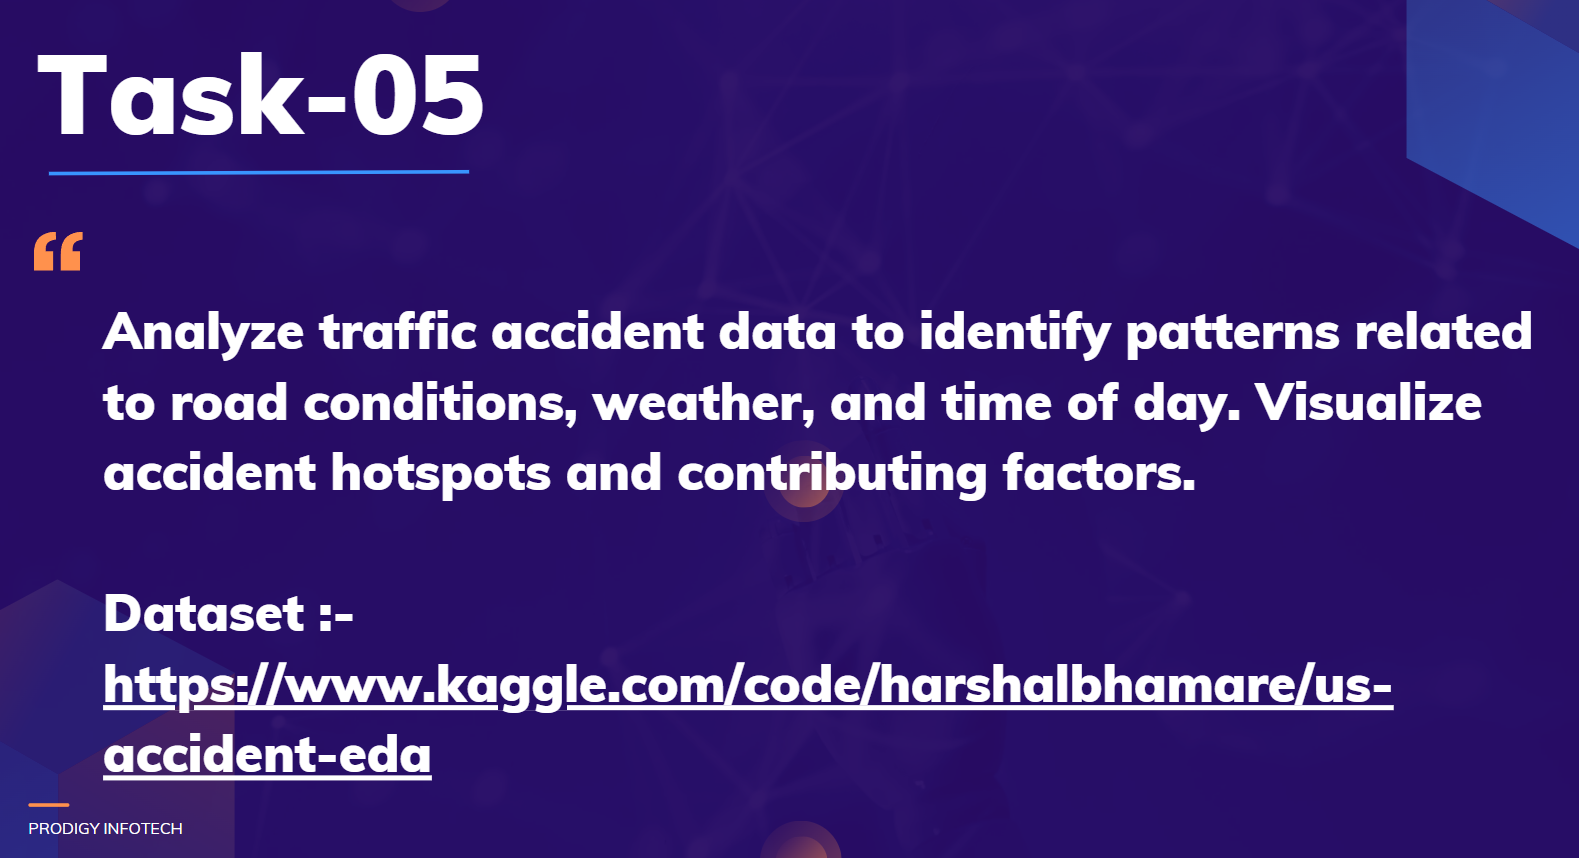 Task-05
“
Analyze traffic accident data to identify patterns related
to road conditions, weather, and time of day. Visualize
accident hotspots and contributing factors.
Dataset :-
https://www.kaggle.com/code/harshalbhamare/us-
accident-eda
PRODIGY INFOTECH